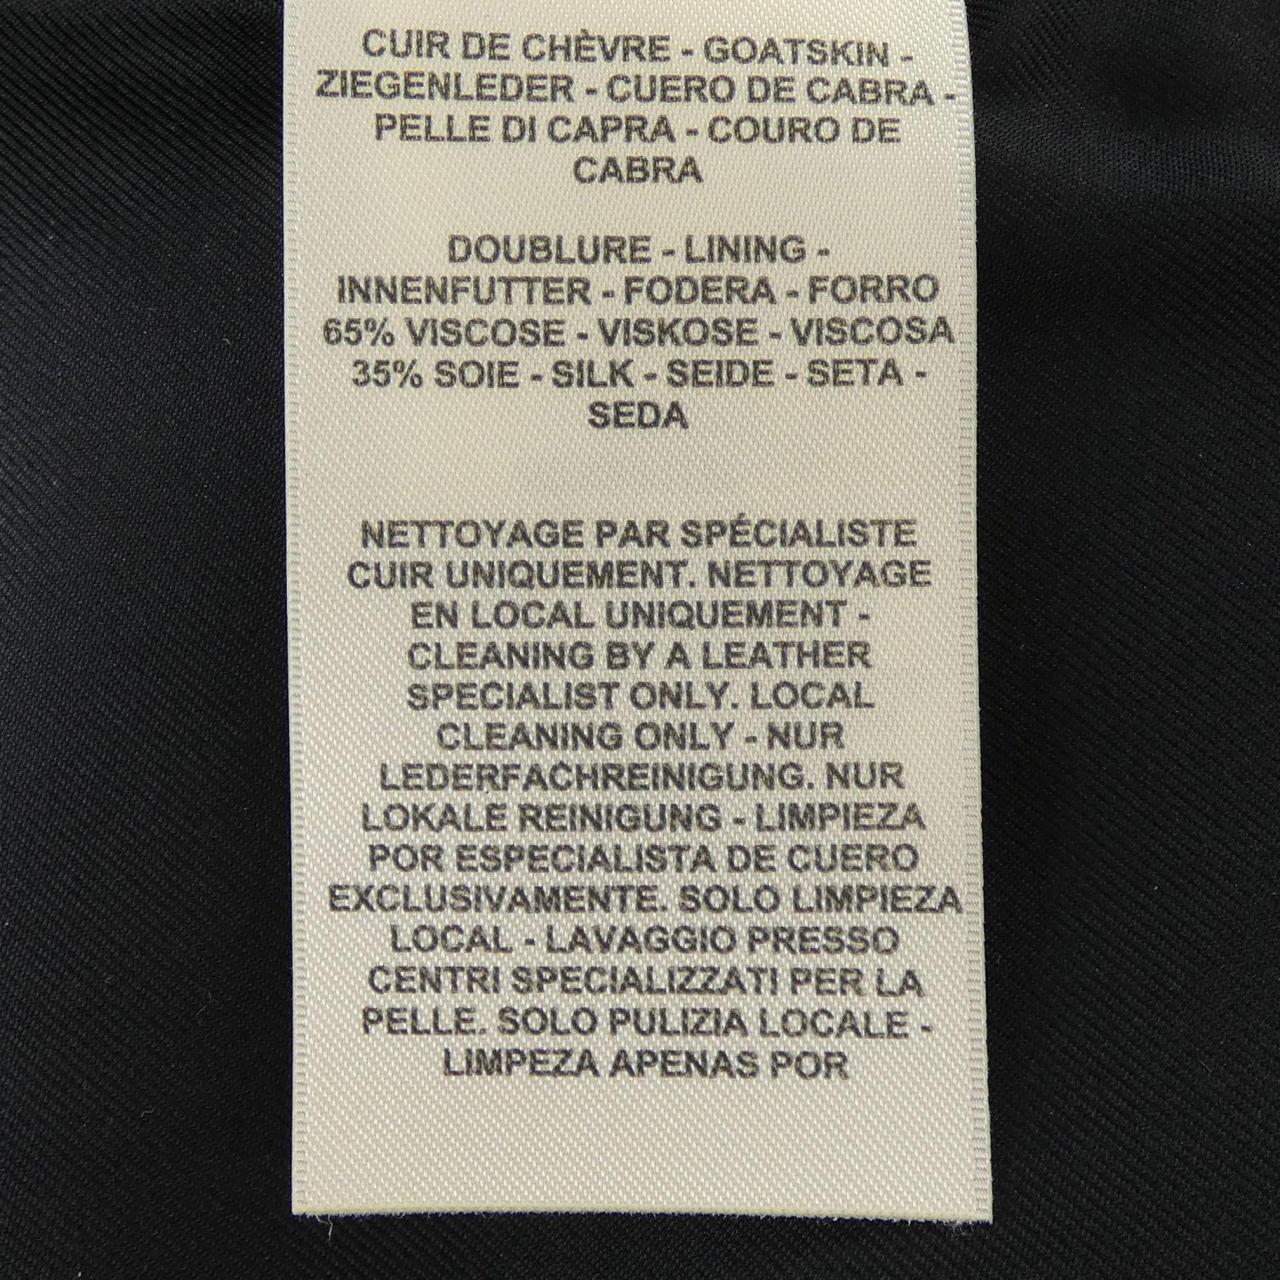 CUIR DE CHÈVRE - GOATSKIN -
ZIEGENLEDER - CUERO DE CABRA -
PELLE DI CAPRA - COURO DE
CABRA
DOUBLURE - LINING -
INNENFUTTER - FODERA - FORRO
65% VISCOSE - VISKOSE - VISCOSA
35% SOIE - SILK - SEIDE - SETA -
SEDA
NETTOYAGE PAR SPÉCIALISTE
CUIR UNIQUEMENT. NETTOYAGE
EN LOCAL UNIQUEMENT -
CLEANING BY A LEATHER
SPECIALIST ONLY. LOCAL
CLEANING ONLY - NUR
LEDERFACHREINIGUNG. NUR
LOKALE REINIGUNG - LIMPIEZA
POR ESPECIALISTA DE CUERO
EXCLUSIVAMENTE. SOLO LIMPIEZA
LOCAL - LAVAGGIO PRESSO
CENTRI SPECIALIZZATI PER LA
PELLE. SOLO PULIZIA LOCALE -
LIMPEZA APENAS POR